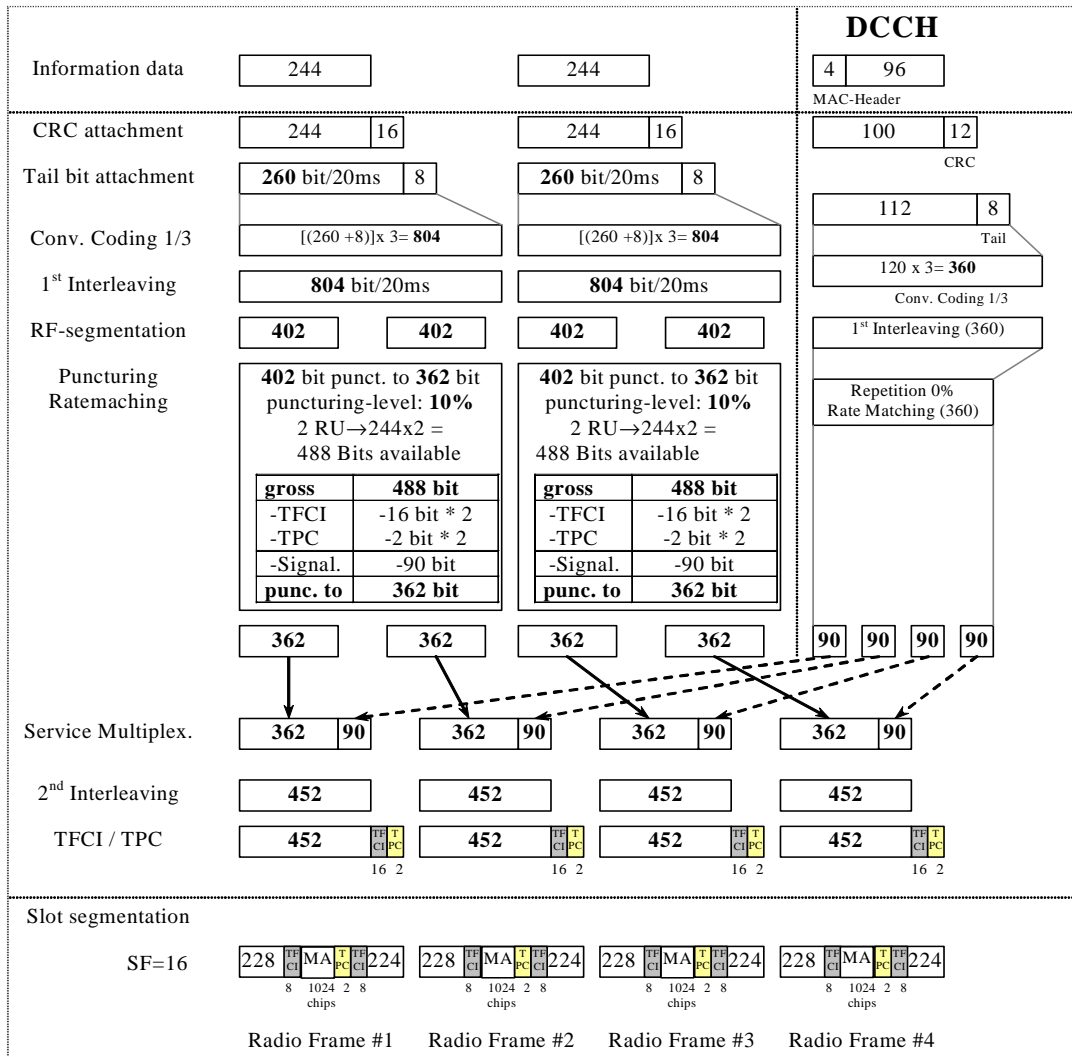 DCCH
Information data 244 244 4 96
MAC-Header
CRC attachment 244 16 244 16 100 12
CRC
Tail bit attachment 260 bit/20ms 8 260 bit/20ms 8
112 8
Tail
Conv. Coding 1/3 [(260 +8)]x 3= 804 [(260 +8)]x 3= 804
120 x 3= 360
Conv. Coding 1/3
1st Interleaving 804 bit/20ms 804 bit/20ms
RF-segmentation 402 402 402 402 1st Interleaving (360)
Puncturing
Ratemaching
402 bit punct. to 362 bit
puncturing-level: 10%
2 RU→244x2 =
488 Bits available
gross 488 bit
-TFCI -16 bit * 2
-TPC -2 bit * 2
-Signal. -90 bit
punc. to 362 bit
402 bit punct. to 362 bit
puncturing-level: 10%
2 RU→244x2 =
488 Bits available
gross 488 bit
-TFCI -16 bit * 2
-TPC -2 bit * 2
-Signal. -90 bit
punc. to 362 bit
Repetition 0%
Rate Matching (360)
362 362 362 362 90 90 90 90
Service Multiplex. 362 90 362 90 362 90 362 90
2nd Interleaving 452 452 452 452
TFCI / TPC 452 TF CI T PC 452 TF CI T PC 452 TF CI T PC 452 TF CI T PC
16 2 16 2 16 2 16 2
Slot segmentation
SF=16 228 TF CI MA T PC TF CI 224 228 TF CI MA T PC TF CI 224 228 TF CI MA T PC TF CI 224 228 TF CI MA T PC TF CI 224
8 1024 2 8 8 1024 2 8 8 1024 2 8 8 1024 2 8
chips chips chips chips
Radio Frame #1 Radio Frame #2 Radio Frame #3 Radio Frame #4